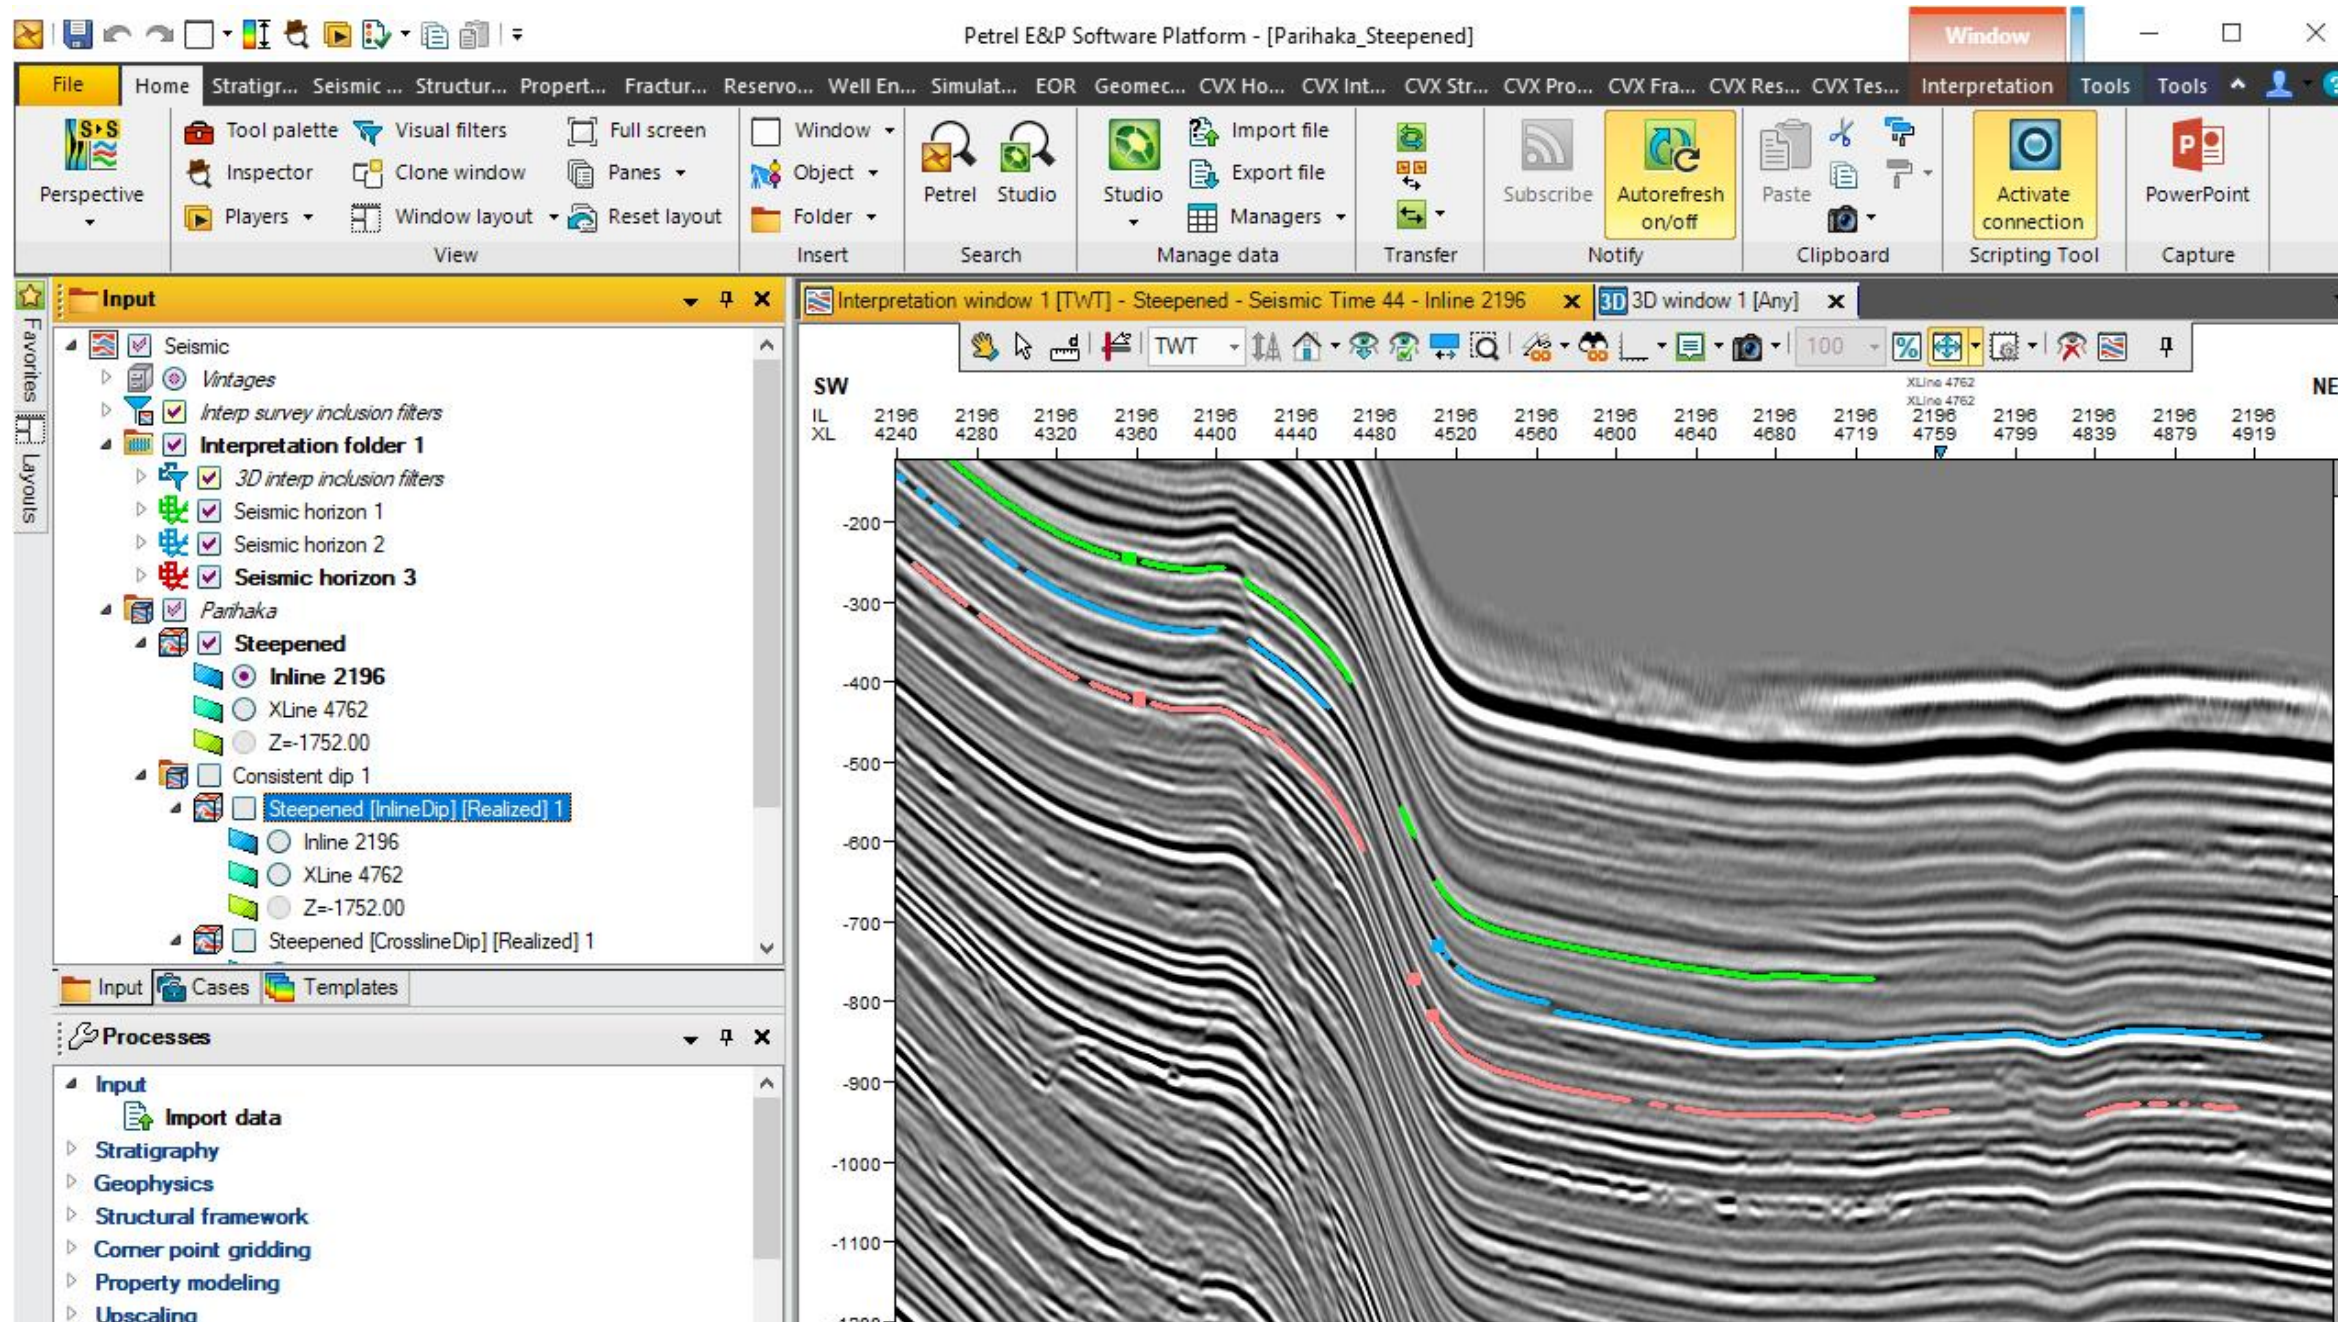 Petrel E&P Software Platform - [Parihaka_Steepened]
Window
File Home Stratigr... Seismic ... Structur... Propert... Fractur... Reservo... Well En... Simulat... EOR Geomec... CVX Ho... CVX Int... CVX Str... CVX Pro... CVX Fra... CVX Res... CVX Tes... Interpretation Tools Tools
Perspective
Tool palette Visual filters Full screen
Inspector Clone window Panes
Players Window layout Reset layout
View
Window
Object
Folder
Insert
Petrel Studio
Search
Studio
Import file
Export file
Managers
Manage data
Transfer
Subscribe
Autorefresh
on/off
Notify
Paste
Clipboard
Activate
connection
Scripting Tool
PowerPoint
Capture
Favorites
Layouts
Input
Seismic
Vintages
Interp survey inclusion filters
Interpretation folder 1
3D interp inclusion filters
Seismic horizon 1
Seismic horizon 2
Seismic horizon 3
Parihaka
Steepened
Inline 2196
XLine 4762
Z=-1752.00
Consistent dip 1
Steepened [InlineDip] [Realized] 1
Inline 2196
XLine 4762
Z=-1752.00
Steepened [CrosslineDip] [Realized] 1
Input Cases Templates
Processes
Input
Import data
Stratigraphy
Geophysics
Structural framework
Corner point gridding
Property modeling
Upscaling
Interpretation window 1 [TWT] - Steepened - Seismic Time 44 - Inline 2196
3D 3D window 1 [Any]
TWT 100
SW NE
XLine 4762
XLine 4762
IL 2196 2196 2196 2196 2196 2196 2196 2196 2196 2196 2196 2196 2196 2196 2196 2196 2196 2196
XL 4240 4280 4320 4360 4400 4440 4480 4520 4560 4600 4640 4680 4719 4759 4799 4839 4879 4919
-200
-300
-400
-500
-600
-700
-800
-900
-1000
-1100